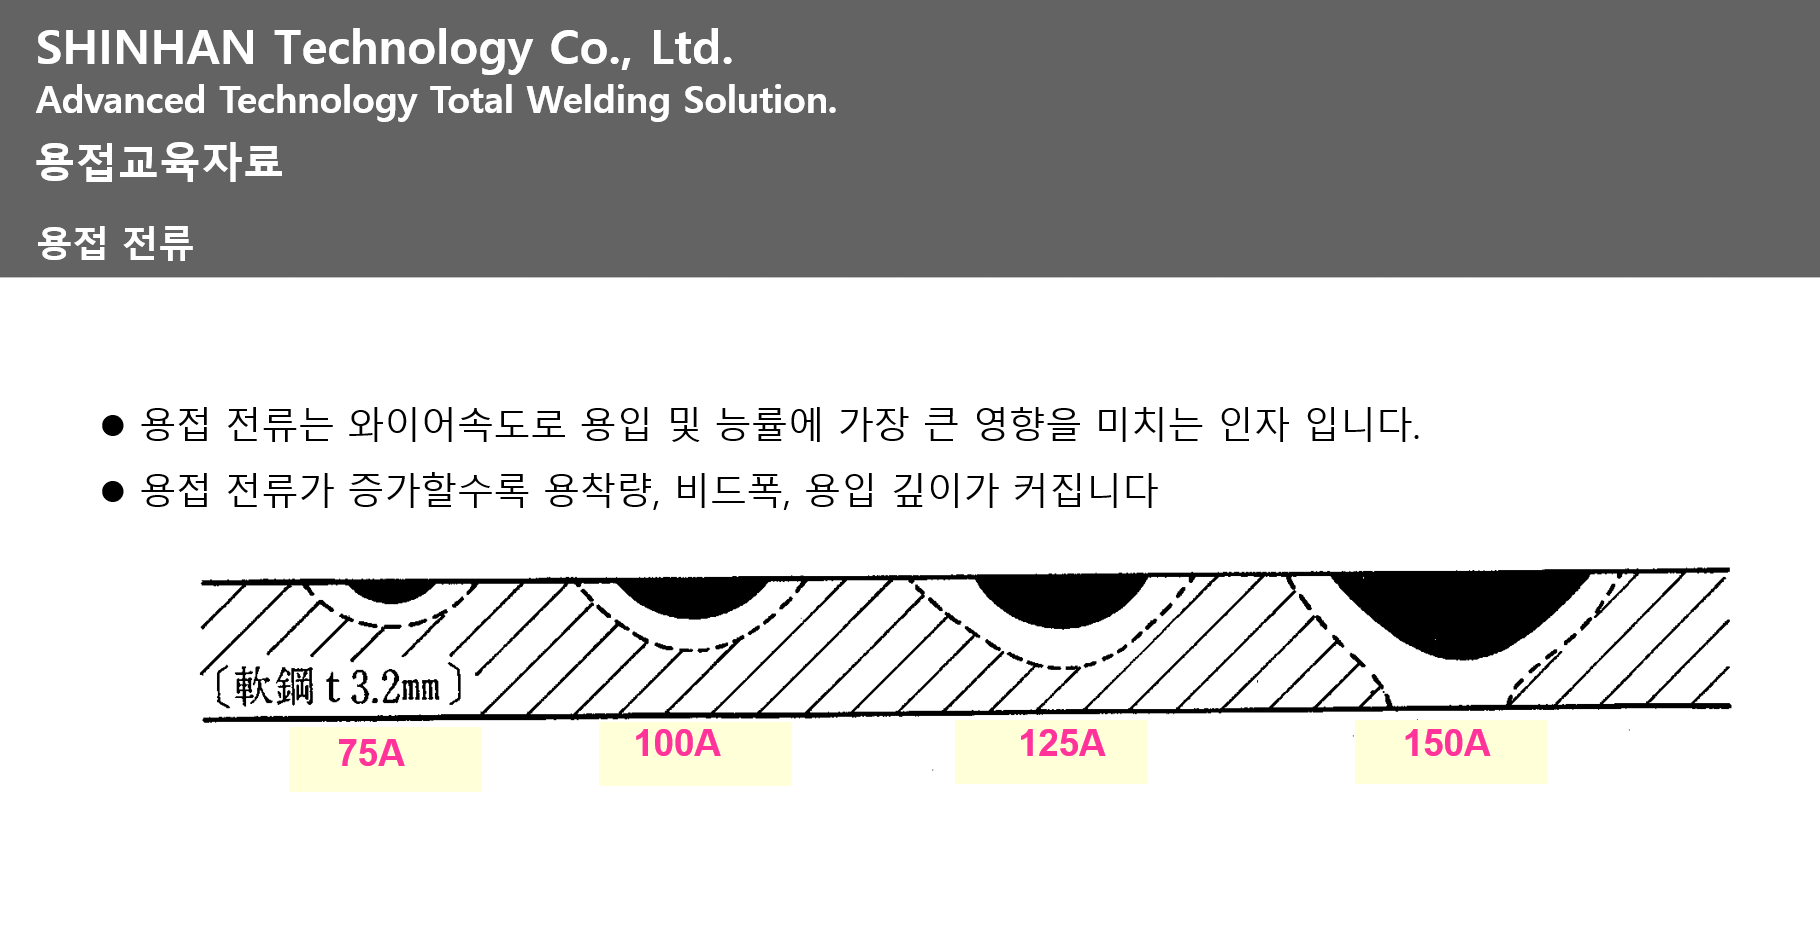 SHINHAN Technology Co., Ltd.
Advanced Technology Total Welding Solution.
용접교육자료
용접 전류
● 용접 전류는 와이어속도로 용입 및 능률에 가장 큰 영향을 미치는 인자 입니다.
● 용접 전류가 증가할수록 용착량, 비드폭, 용입 깊이가 커집니다
〔軟鋼 t 3.2mm〕
75A
100A
125A
150A